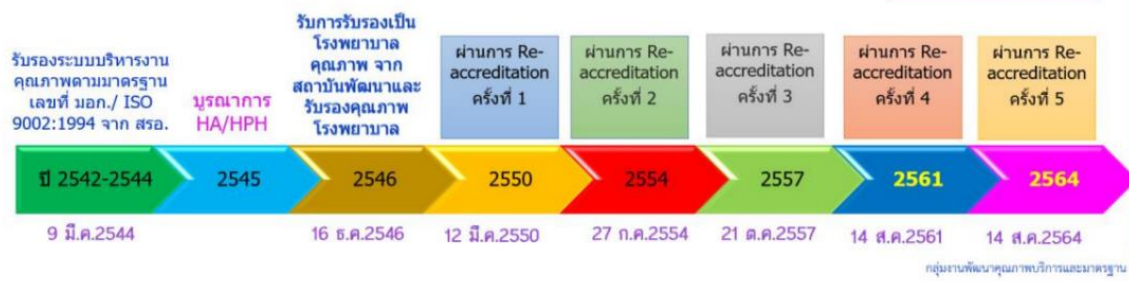 รับรองระบบบริหารงาน
คุณภาพตามมาตรฐาน
เลขที่ มอก./ ISO
9002:1994 จาก สรอ.
บูรณาการ
HA/HPH
รับการรับรองเป็น
โรงพยาบาล
คุณภาพ จาก
สถาบันพัฒนาและ
รับรองคุณภาพ
โรงพยาบาล
ผ่านการ Re-
accreditation
ครั้งที่ 1
ผ่านการ Re-
accreditation
ครั้งที่ 2
ผ่านการ Re-
accreditation
ครั้งที่ 3
ผ่านการ Re-
accreditation
ครั้งที่ 4
ผ่านการ Re-
accreditation
ครั้งที่ 5
ปี 2542-2544
2545
2546
2550
2554
2557
2561
2564
9 มี.ค.2544
16 ธ.ค.2546
12 มี.ค.2550
27 ก.ค.2554
21 ต.ค.2557
14 ส.ค.2561
14 ส.ค.2564
กลุ่มงานพัฒนาคุณภาพบริการและมาตรฐาน